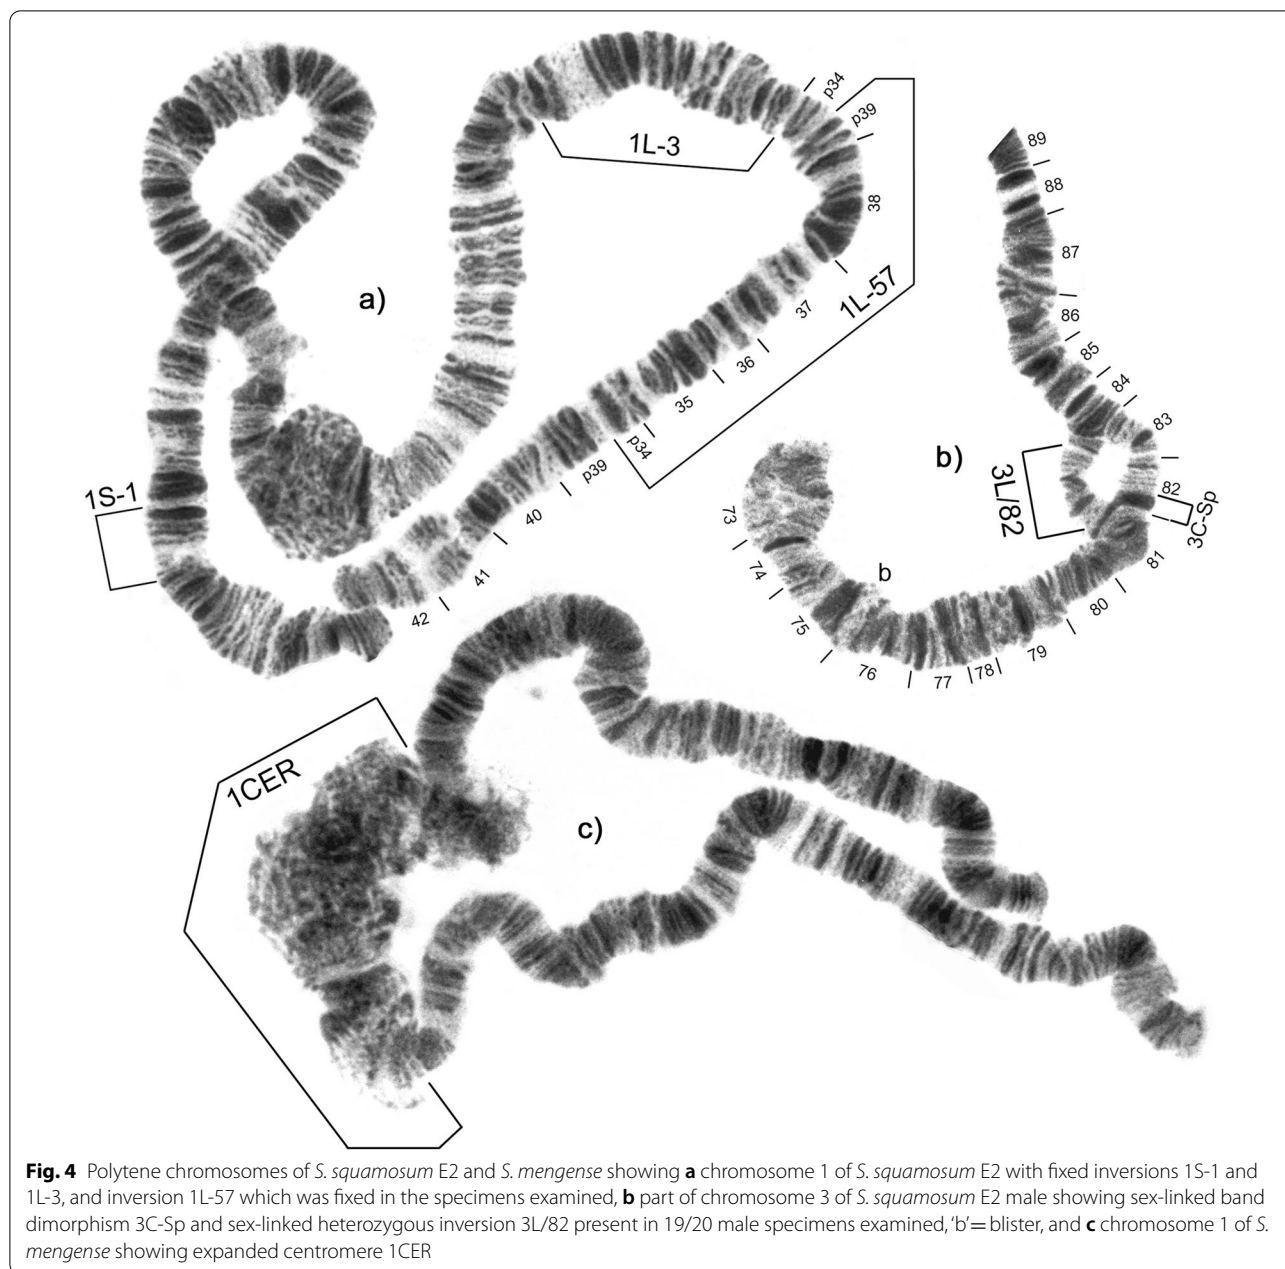 p34
p39
1L-3
38
1L-57
37
36
35
p34
p39
40
41
42
1S-1
a)
89
88
87
86
85
84
83
82
3C-Sp
81
80
79
78
77
76
75
74
73
b
3L/82
b)
1CER
c)
Fig. 4 Polytene chromosomes of S. squamosum E2 and S. mengense showing a chromosome 1 of S. squamosum E2 with fixed inversions 1S-1 and
1L-3, and inversion 1L-57 which was fixed in the specimens examined, b part of chromosome 3 of S. squamosum E2 male showing sex-linked band
dimorphism 3C-Sp and sex-linked heterozygous inversion 3L/82 present in 19/20 male specimens examined, ‘b’ = blister, and c chromosome 1 of S.
mengense showing expanded centromere 1CER